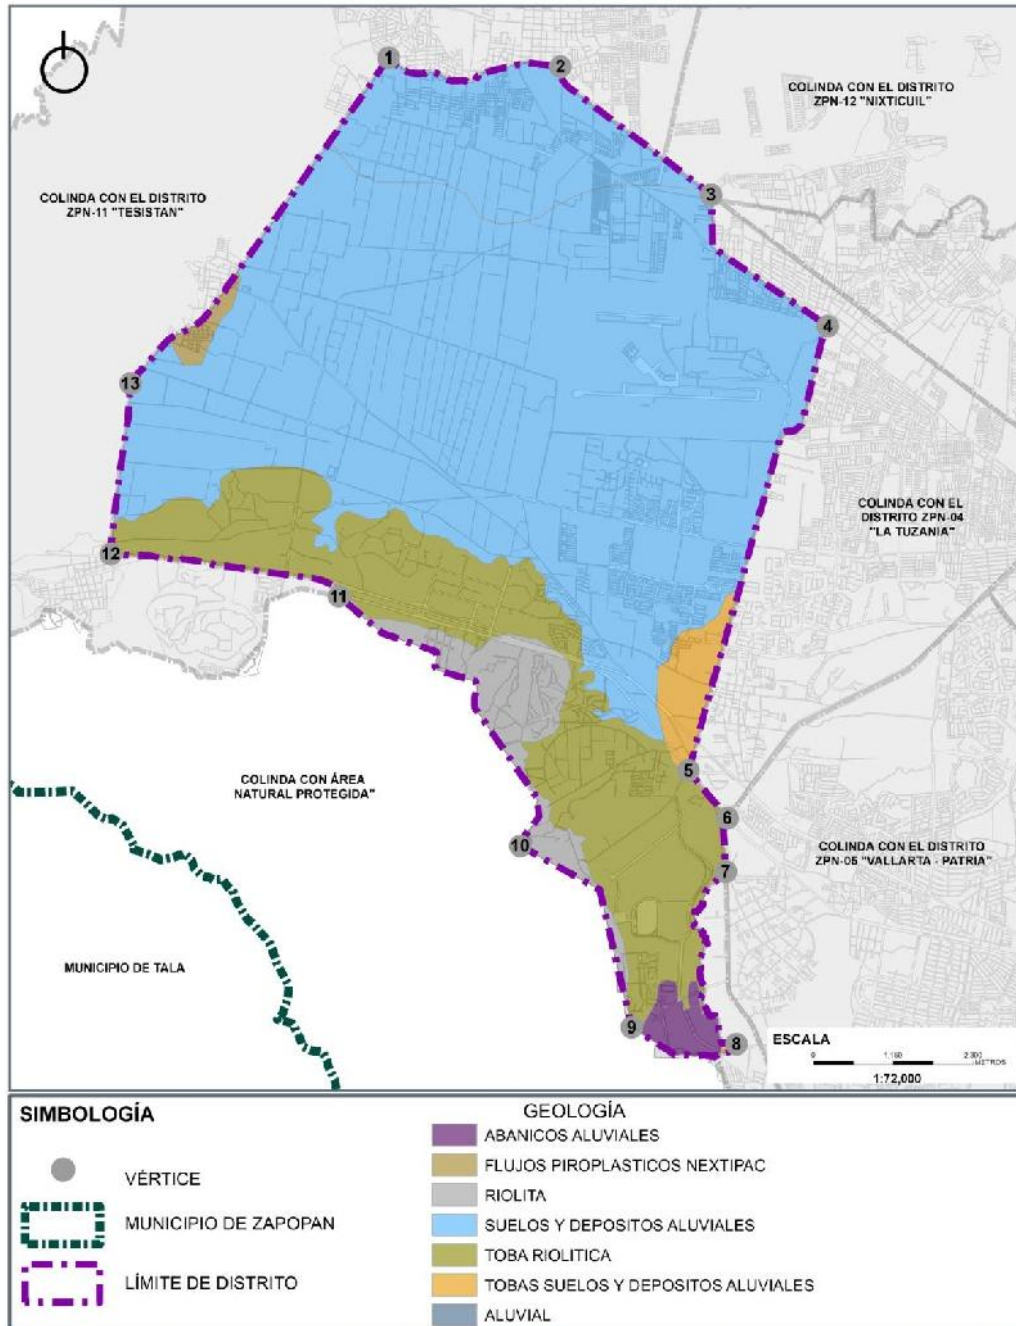 1
2
COLINDA CON EL DISTRITO
ZPN-12 "NIXTICUIL"
3
COLINDA CON EL DISTRITO
ZPN-11 "TESISTAN"
4
13
COLINDA CON EL
DISTRITO ZPN-04
"LA TUZANIA"
12
11
5
COLINDA CON ÁREA
NATURAL PROTEGIDA"
6
10
COLINDA CON EL DISTRITO
ZPN-05 "VALLARTA - PATRIA"
7
MUNICIPIO DE TALA
9
8
ESCALA
0
METROS
1:72,000
SIMBOLOGÍA
VÉRTICE
MUNICIPIO DE ZAPOPAN
LÍMITE DE DISTRITO
GEOLOGÍA
ABANICOS ALUVIALES
FLUJOS PIROPLASTICOS NEXTIPAC
RIOLITA
SUELOS Y DEPOSITOS ALUVIALES
TOBA RIOLITICA
TOBAS SUELOS Y DEPOSITOS ALUVIALES
ALUVIAL